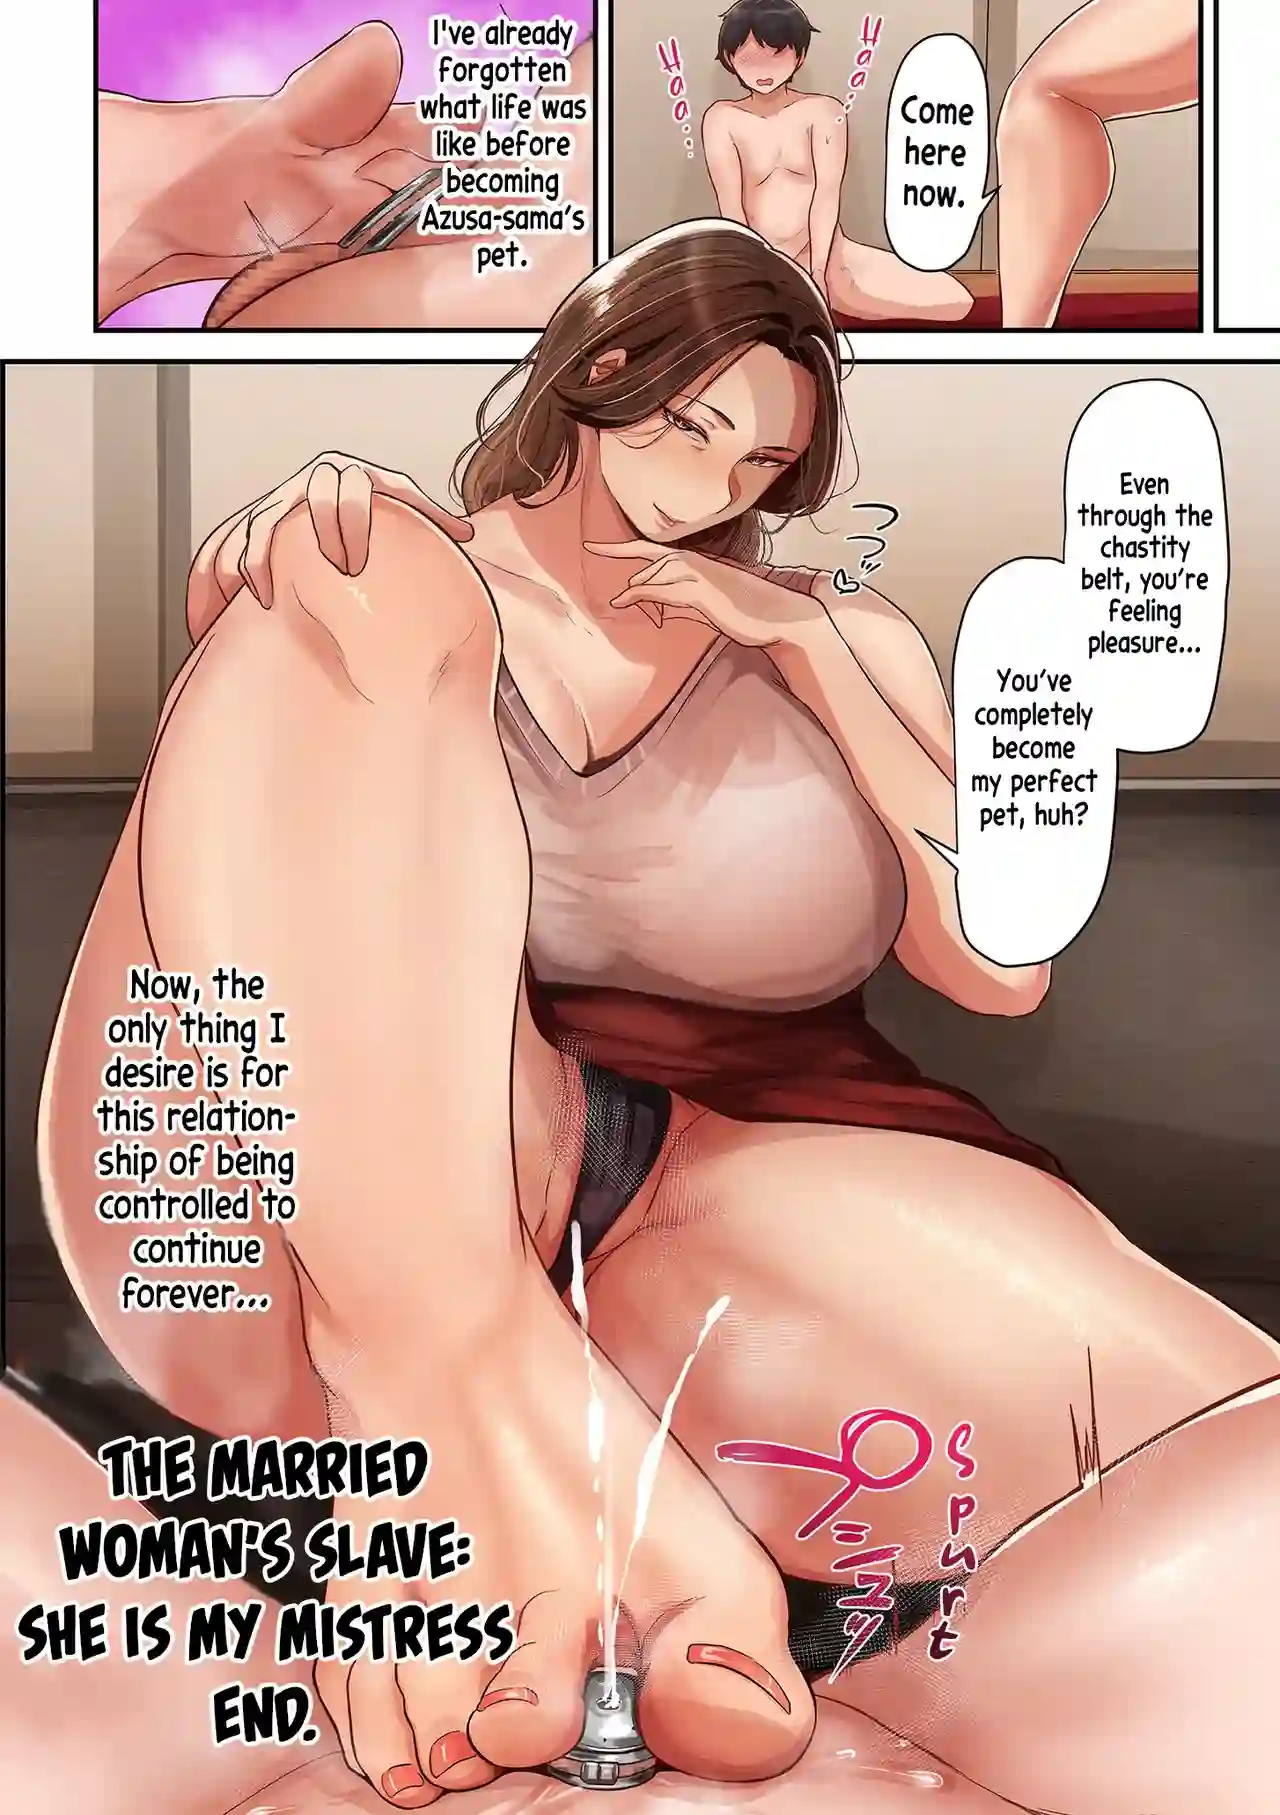 I've already
forgotten
what life was
like before
becoming
Azusa-sama's
pet.
Haa...
Haa...
Come
here
now.
Even
through the
chastity
belt, you're
feeling
pleasure...
You've
completely
become
my perfect
pet, huh?
Now, the
only thing I
desire is for
this relation-
ship of being
controlled to
continue
forever...
Spurt
THE MARRIED
WOMAN'S SLAVE:
SHE IS MY MISTRESS
END.